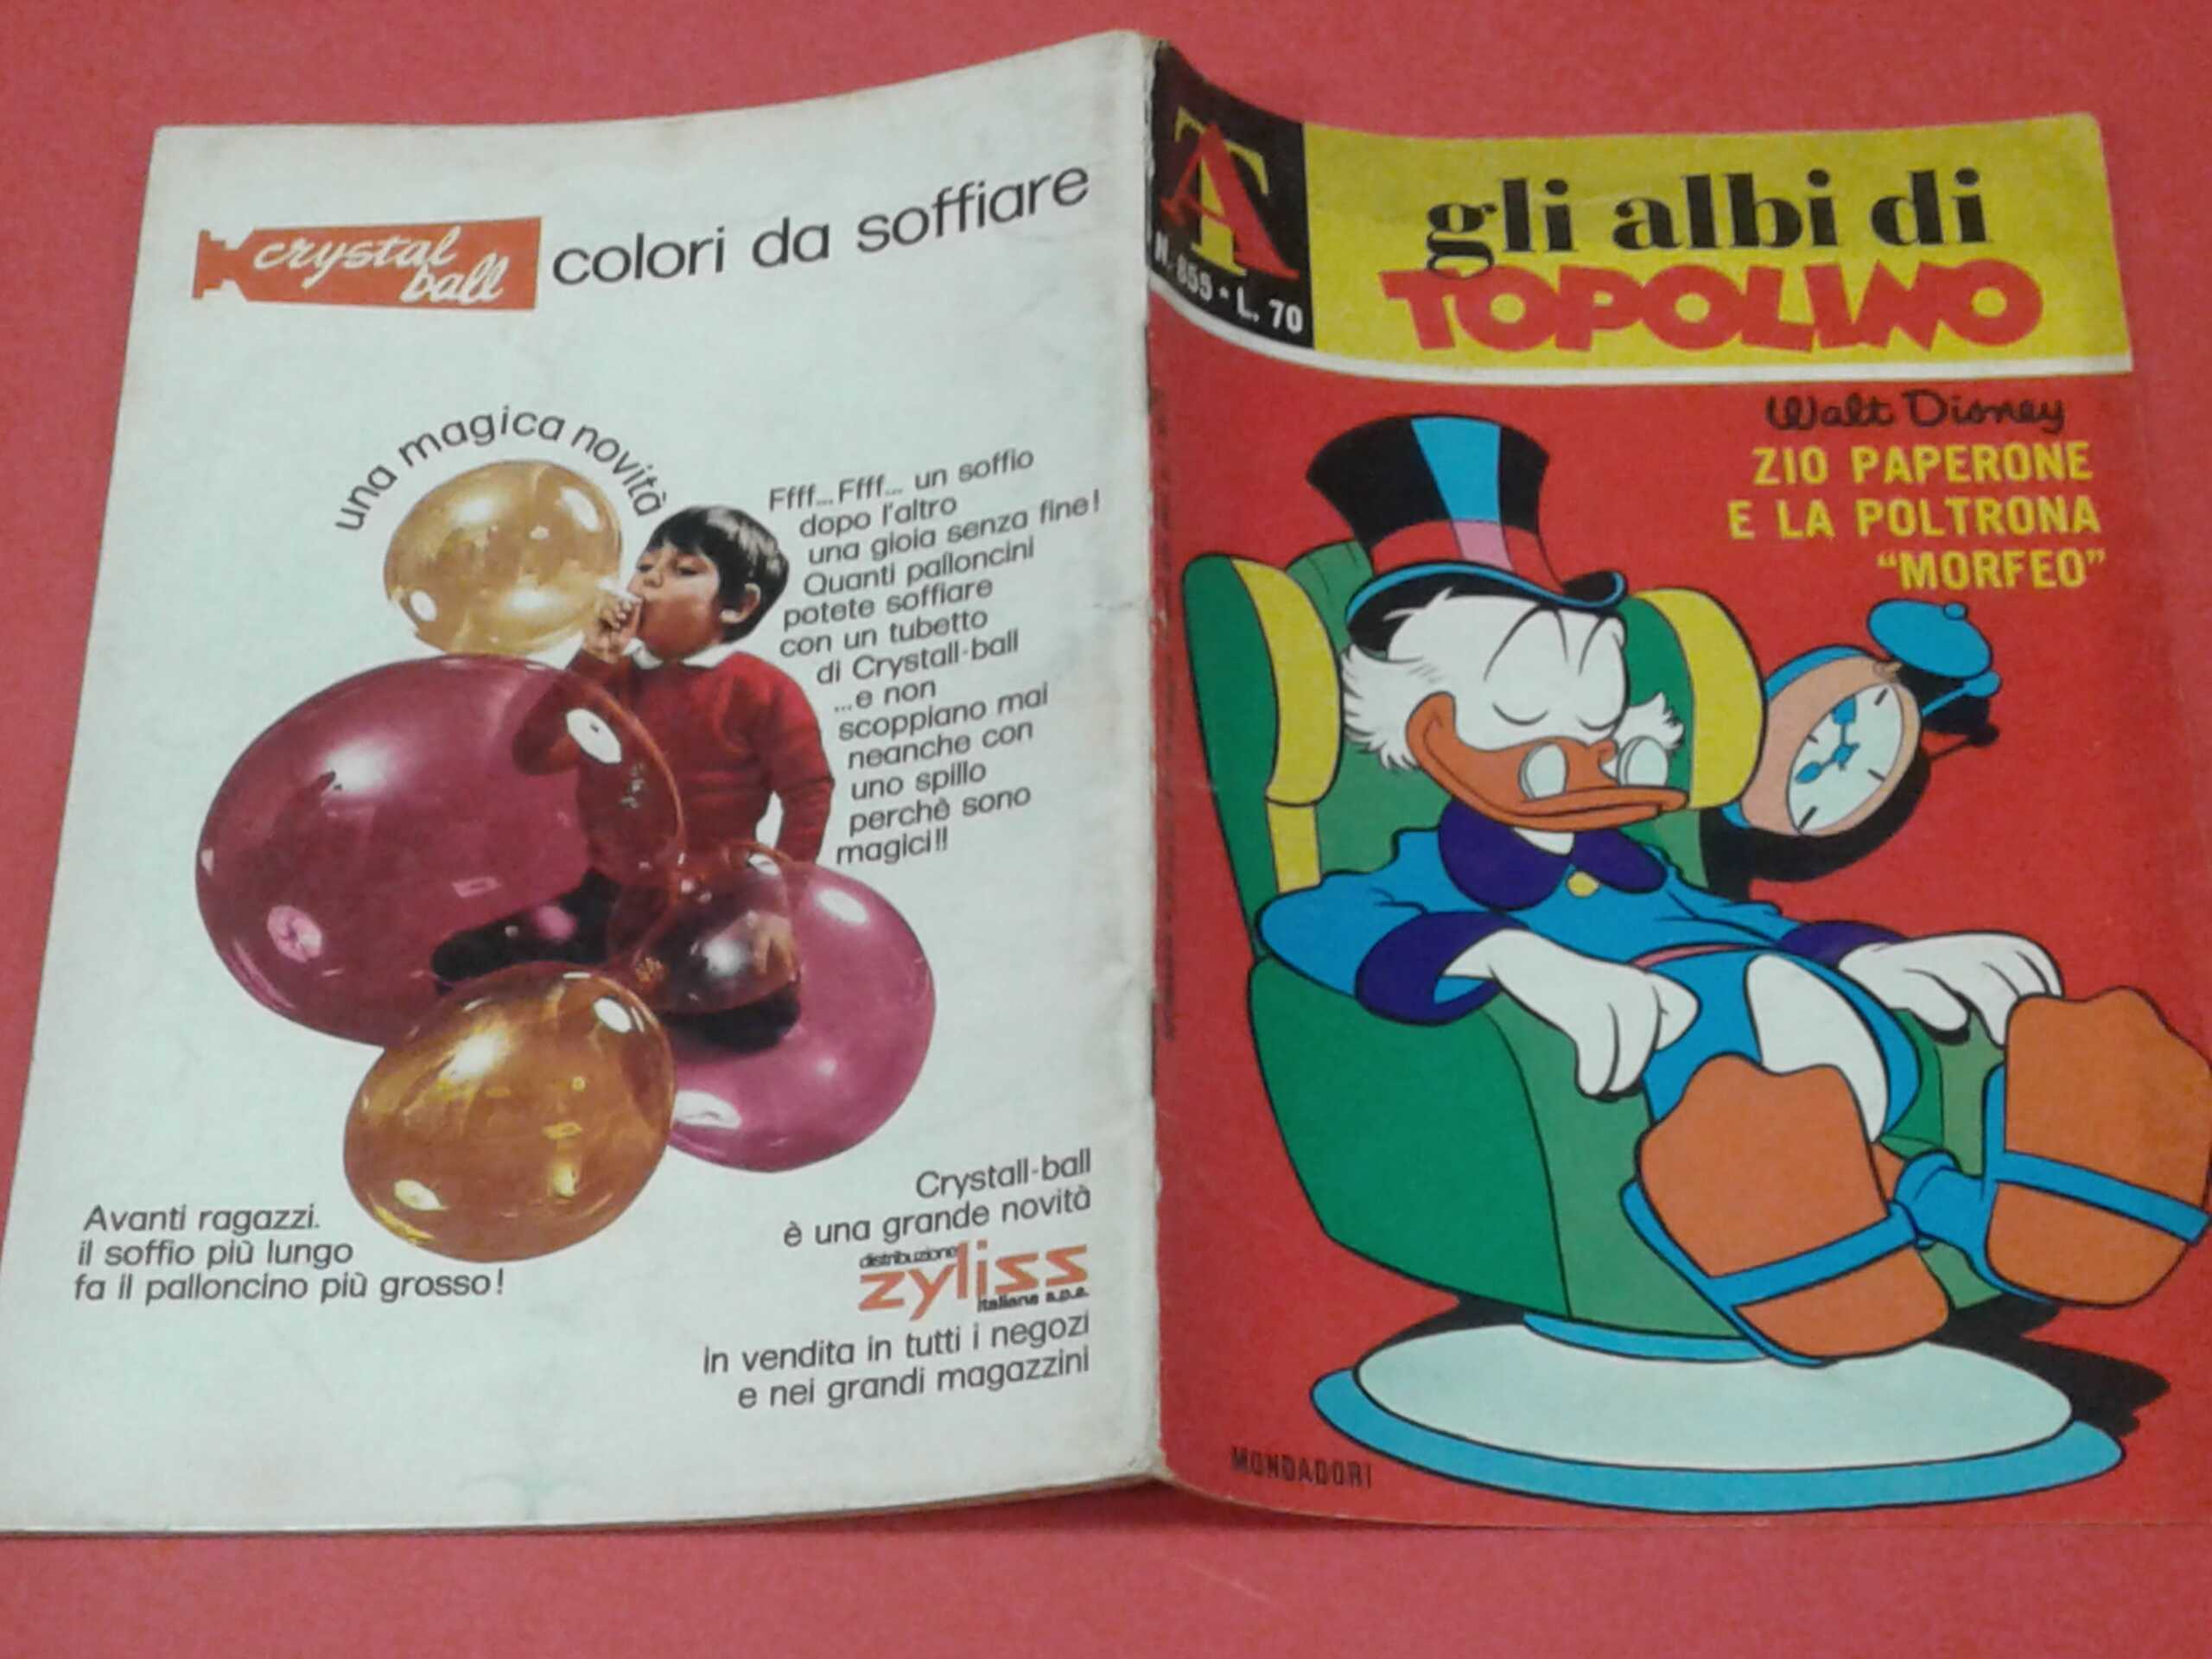 crystal
ball
colori da soffiare
una magica novità
Ffff... Ffff... un soffio
dopo l'altro
una gioia senza fine!
Quanti palloncini
potete soffiare
con un tubetto
di Crystall-ball
...e non
scoppiano mai
neanche con
uno spillo
perchè sono
magici!!
Avanti ragazzi.
il soffio più lungo
fa il palloncino più grosso!
Crystall-ball
è una grande novità
distribuzione
zyliss
italiana s.p.a.
in vendita in tutti i negozi
e nei grandi magazzini
AT
N. 855 • L. 70
gli albi di
TOPOLINO
Walt Disney
ZIO PAPERONE
E LA POLTRONA
"MORFEO"
MONDADORI